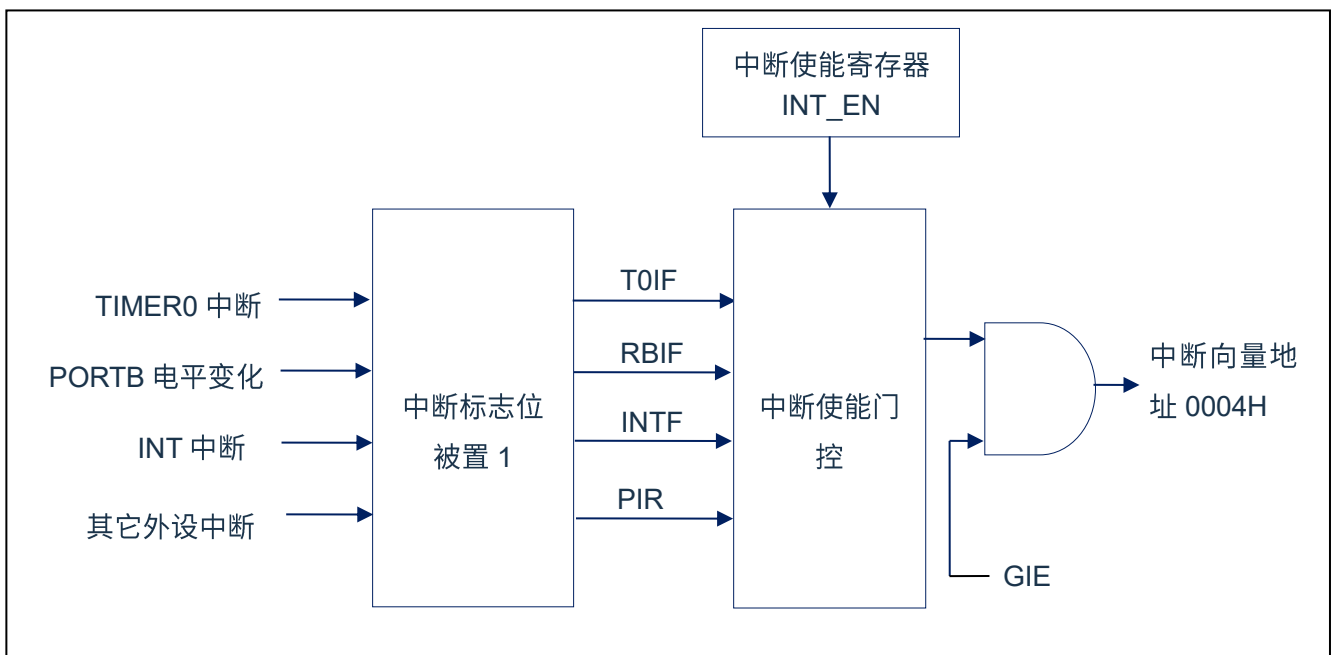 中断使能寄存器
INT_EN
TIMER0 中断
PORTB 电平变化
INT 中断
其它外设中断
中断标志位
被置 1
T0IF
RBIF
INTF
PIR
中断使能门
控
GIE
中断向量地
址 0004H